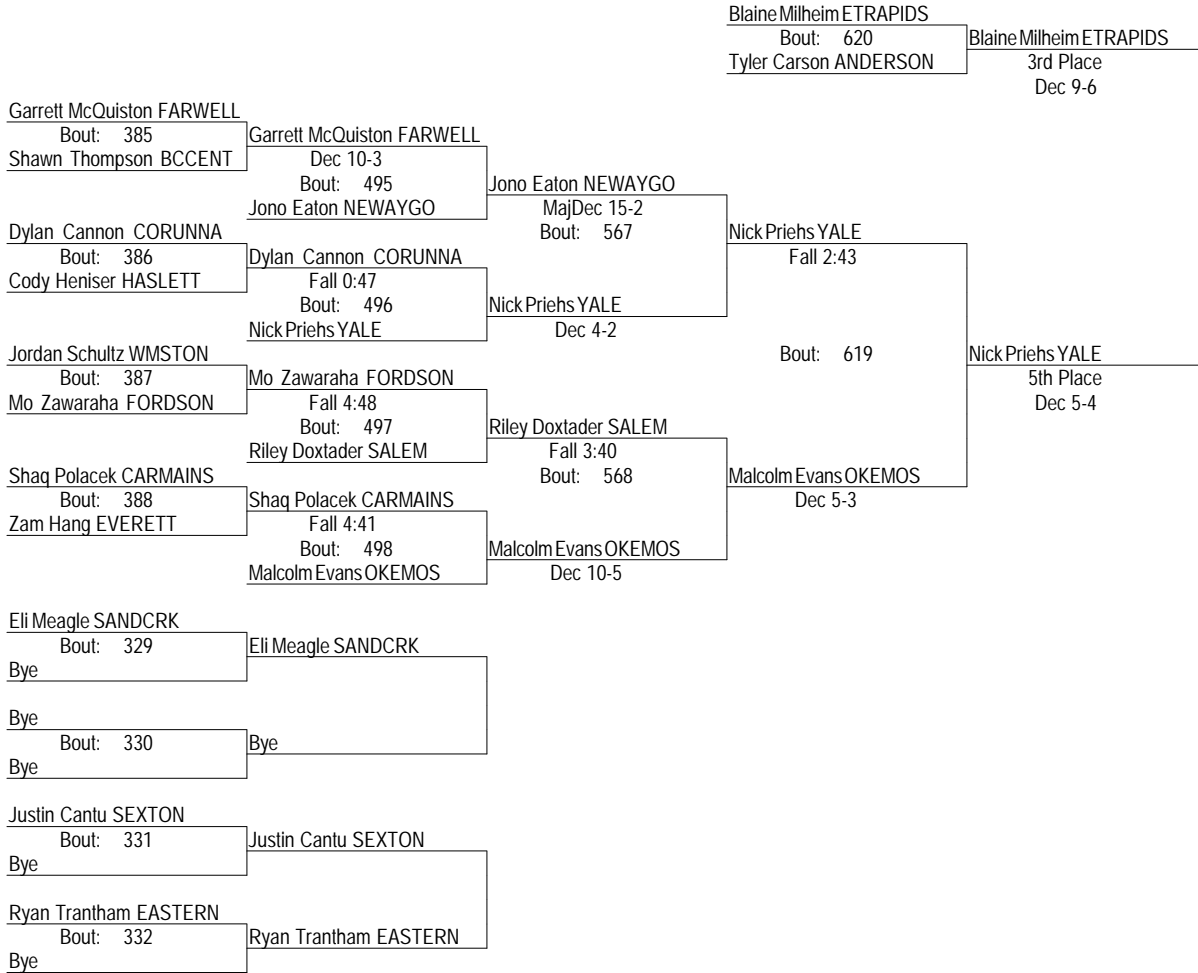 Blaine Milheim ETRAPIDS
Bout: 620
Blaine Milheim ETRAPIDS
Tyler Carson ANDERSON
3rd Place
Dec 9-6
Garrett McQuiston FARWELL
Bout: 385
Garrett McQuiston FARWELL
Shawn Thompson BCCENT
Dec 10-3
Bout: 495
Jono Eaton NEWAYGO
Jono Eaton NEWAYGO
MajDec 15-2
Dylan Cannon CORUNNA
Bout: 567
Nick Priehs YALE
Bout: 386
Dylan Cannon CORUNNA
Fall 2:43
Cody Heniser HASLETT
Fall 0:47
Bout: 496
Nick Priehs YALE
Nick Priehs YALE
Dec 4-2
Jordan Schultz WMSTON
Bout: 619
Nick Priehs YALE
Bout: 387
Mo Zawaraha FORDSON
5th Place
Mo Zawaraha FORDSON
Fall 4:48
Dec 5-4
Bout: 497
Riley Doxtader SALEM
Riley Doxtader SALEM
Fall 3:40
Shaq Polacek CARMAINS
Bout: 568
Malcolm Evans OKEMOS
Bout: 388
Shaq Polacek CARMAINS
Dec 5-3
Zam Hang EVERETT
Fall 4:41
Bout: 498
Malcolm Evans OKEMOS
Malcolm Evans OKEMOS
Dec 10-5
Eli Meagle SANDCRK
Bout: 329
Eli Meagle SANDCRK
Bye
Bye
Bout: 330
Bye
Bye
Justin Cantu SEXTON
Bout: 331
Justin Cantu SEXTON
Bye
Ryan Trantham EASTERN
Bout: 332
Ryan Trantham EASTERN
Bye